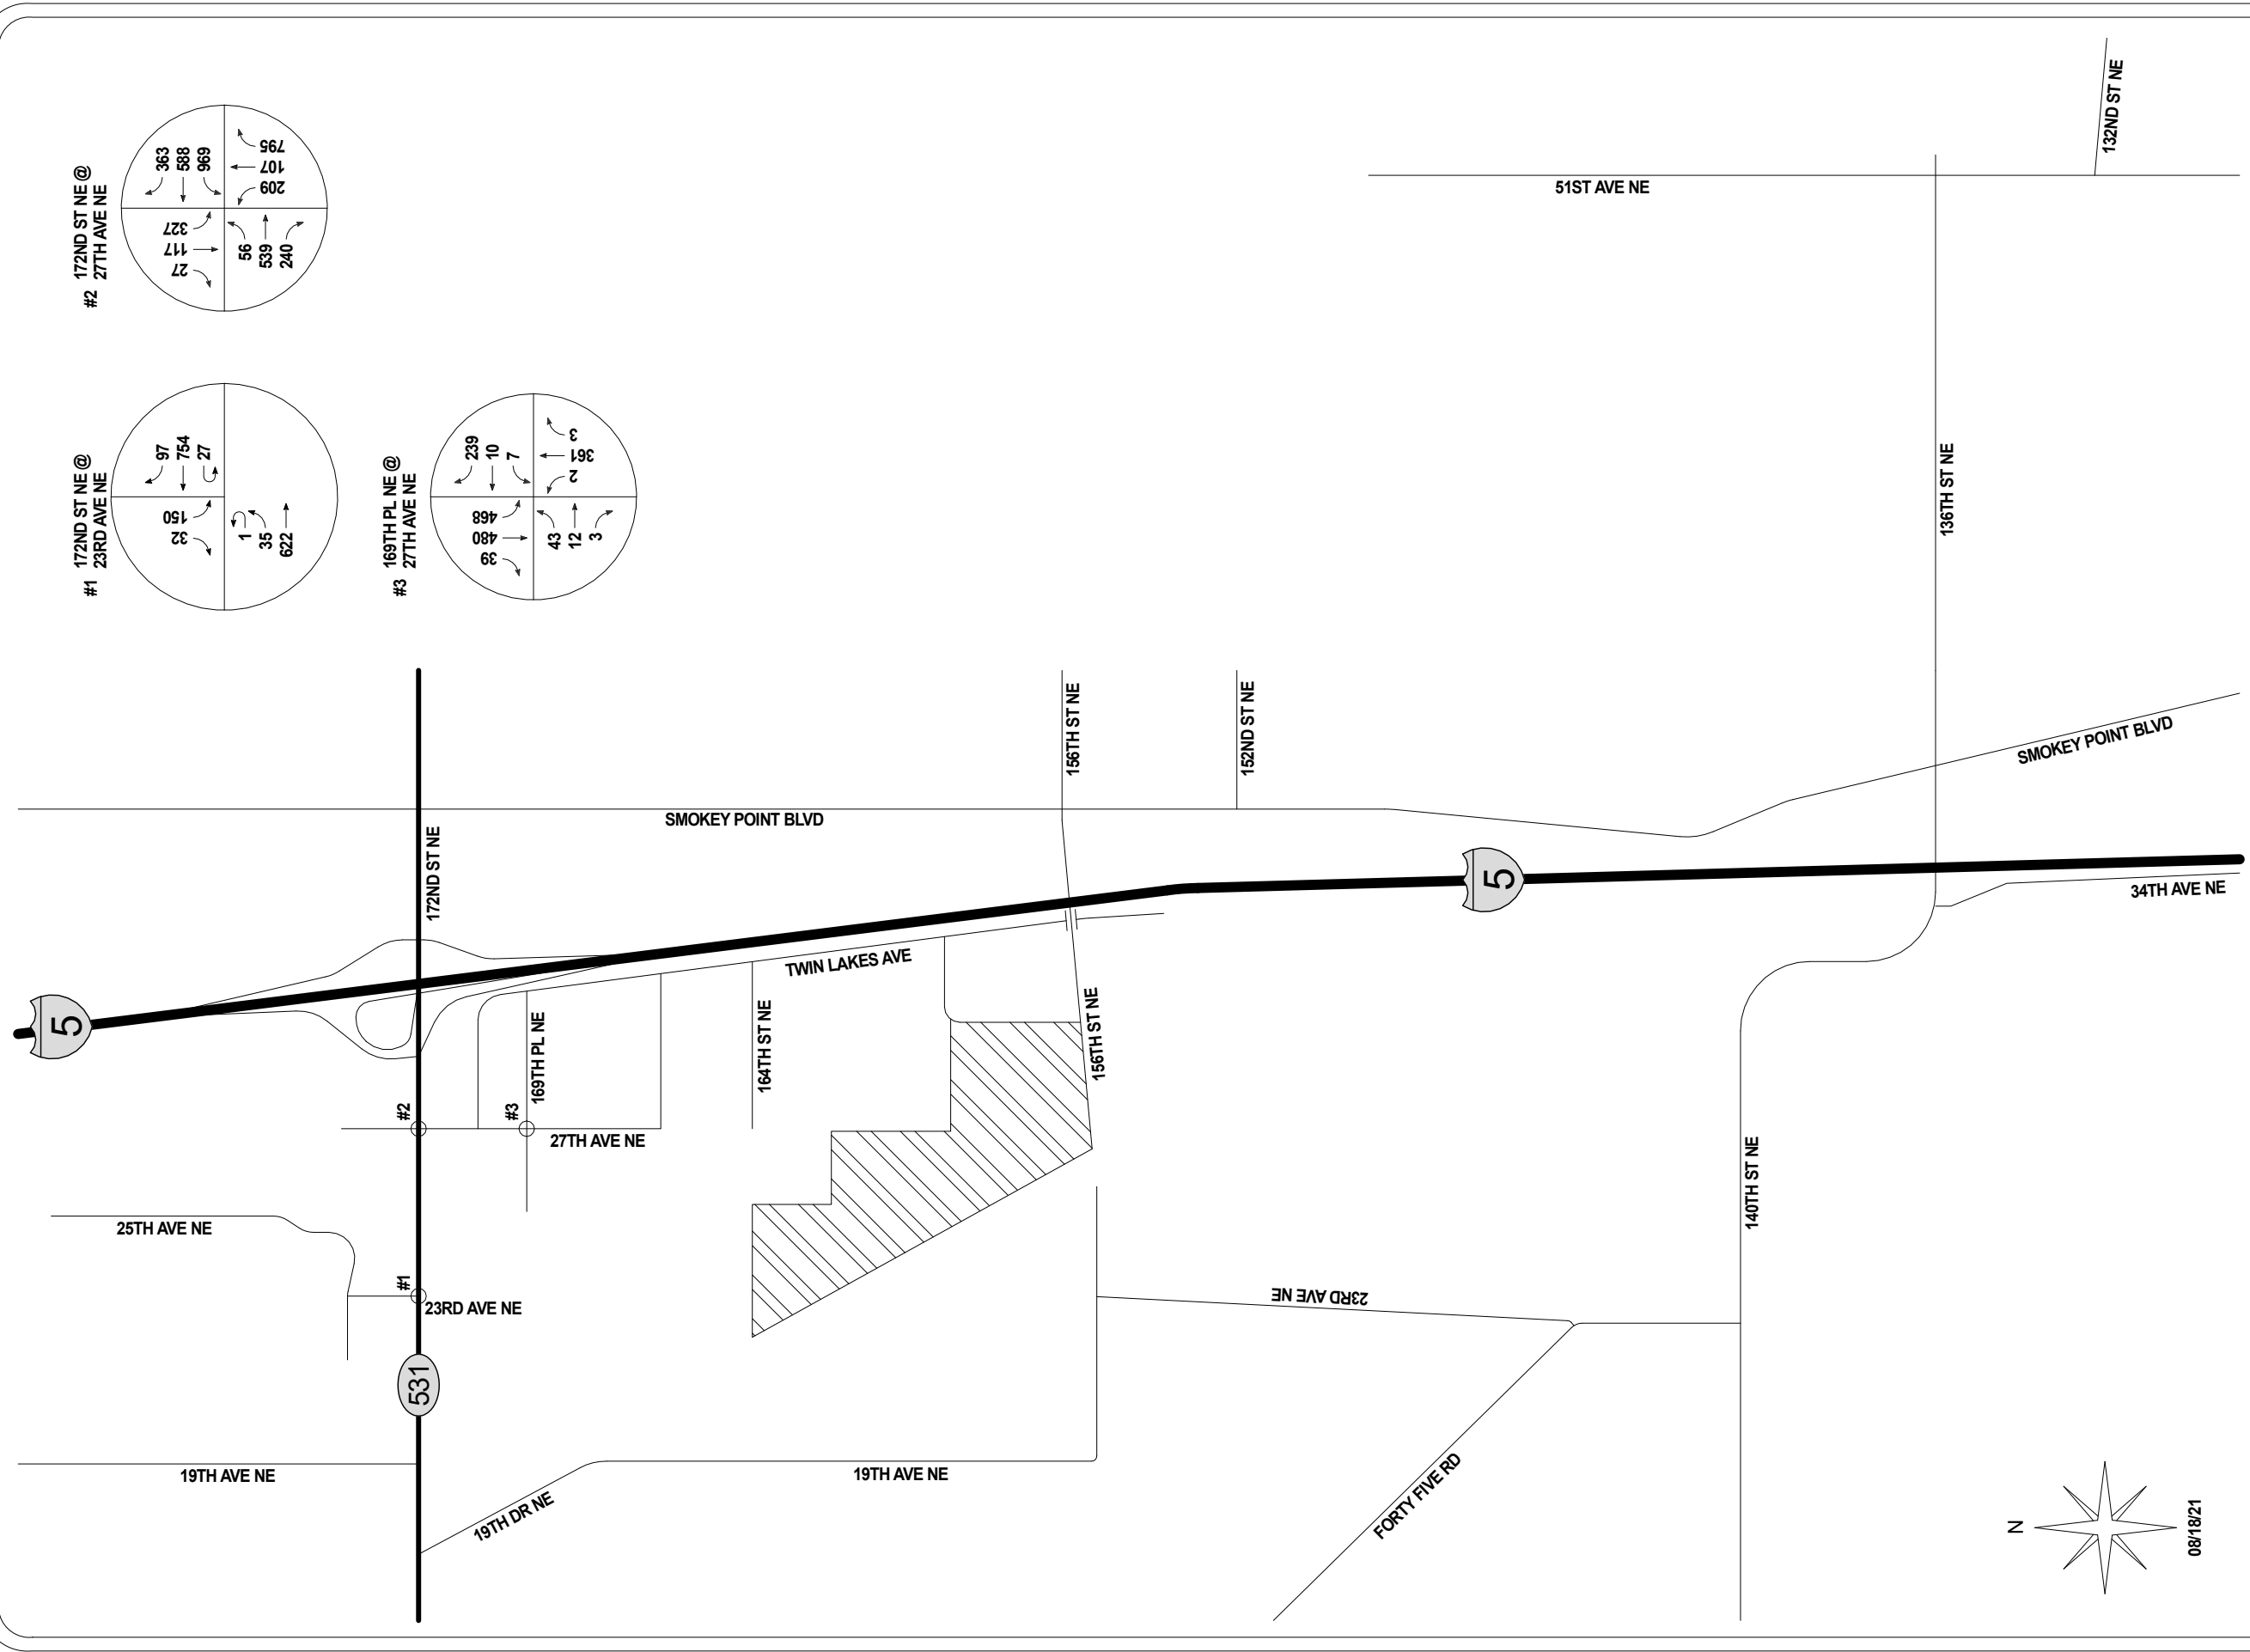 #1 172ND ST NE @
23RD AVE NE
32
150
97
754
27
1
35
622
#2 172ND ST NE @
27TH AVE NE
27
117
327
363
588
969
56
539
240
209
107
795
#3 169TH PL NE @
27TH AVE NE
39
480
468
239
10
7
43
12
3
2
361
3
5
25TH AVE NE
19TH AVE NE
531
#1
23RD AVE NE
#2
172ND ST NE
#3
169TH PL NE
27TH AVE NE
19TH DR NE
SMOKEY POINT BLVD
164TH ST NE
TWIN LAKES AVE
19TH AVE NE
156TH ST NE
156TH ST NE
152ND ST NE
23RD AVE NE
FORTY FIVE RD
5
51ST AVE NE
140TH ST NE
136TH ST NE
SMOKEY POINT BLVD
34TH AVE NE
132ND ST NE
N
08/18/21